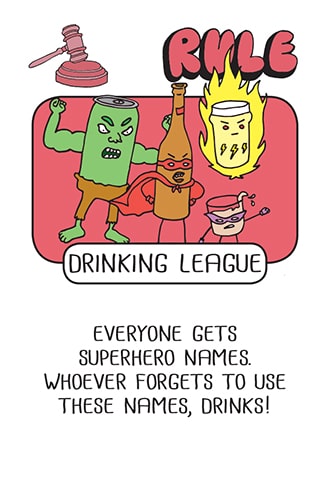 RULE
DRINKING LEAGUE
EVERYONE GETS
SUPERHERO NAMES.
WHOEVER FORGETS TO USE
THESE NAMES, DRINKS!